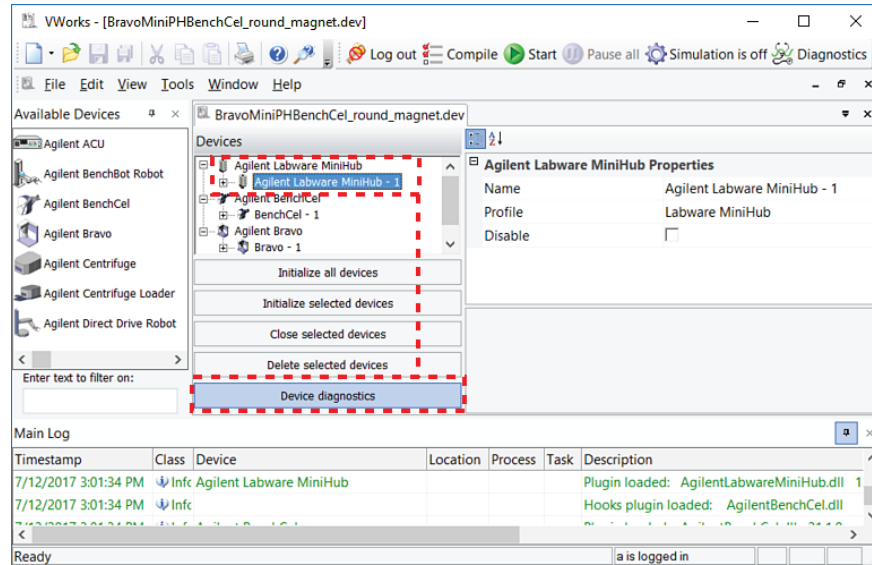 VWorks - [BravoMiniPHBenchCel_round_magnet.dev]
Log out Compile Start Pause all Simulation is off Diagnostics
File Edit View Tools Window Help
Available Devices
Agilent ACU
Agilent BenchBot Robot
Agilent BenchCel
Agilent Bravo
Agilent Centrifuge
Agilent Centrifuge Loader
Agilent Direct Drive Robot
Enter text to filter on:
BravoMiniPHBenchCel_round_magnet.dev
Devices
Agilent Labware MiniHub
Agilent Labware MiniHub - 1
Agilent BenchCel
BenchCel - 1
Agilent Bravo
Bravo - 1
Initialize all devices
Initialize selected devices
Close selected devices
Delete selected devices
Device diagnostics
Agilent Labware MiniHub Properties
Name Agilent Labware MiniHub - 1
Profile Labware MiniHub
Disable
Main Log
Timestamp Class Device Location Process Task Description
7/12/2017 3:01:34 PM Info Agilent Labware MiniHub Plugin loaded: AgilentLabwareMiniHub.dll 1
7/12/2017 3:01:34 PM Info Hooks plugin loaded: AgilentBenchCel.dll
Ready a is logged in